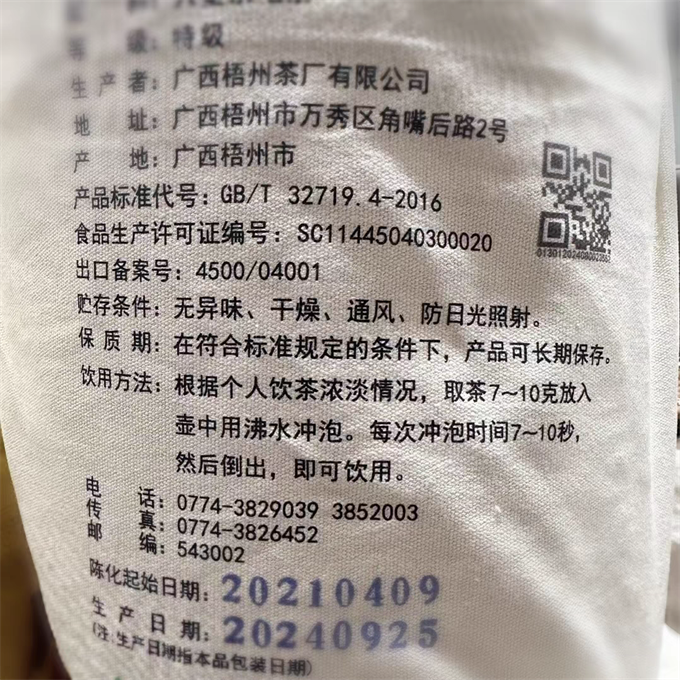 级：特级
生产者：广西梧州茶厂有限公司
地 址：广西梧州市万秀区角嘴后路2号
产 地：广西梧州市
产品标准代号：GB/T 32719.4-2016
食品生产许可证编号：SC11445040300020
出口备案号：4500/04001
贮存条件：无异味、干燥、通风、防日光照射。
保 质 期：在符合标准规定的条件下，产品可长期保存。
饮用方法：根据个人饮茶浓淡情况，取茶7~10克放入
壶中用沸水冲泡。每次冲泡时间7~10秒，
然后倒出，即可饮用。
电 话：0774-3829039 3852003
传 真：0774-3826452
邮 编：543002
陈化起始日期：20210409
生 产 日 期：20240925
(注：生产日期指本品包装日期)